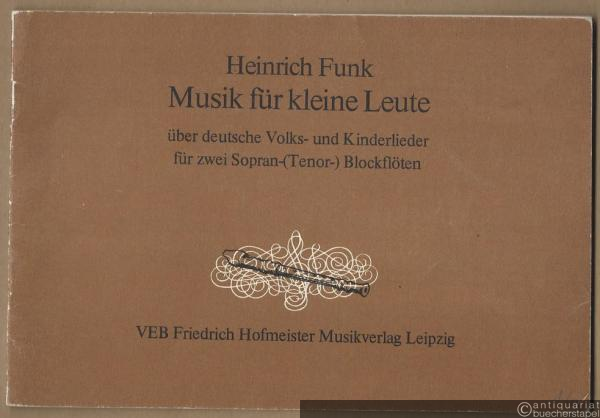 Heinrich Funk
Musik für kleine Leute
über deutsche Volks- und Kinderlieder
für zwei Sopran-(Tenor-) Blockflöten
VEB Friedrich Hofmeister Musikverlag Leipzig
©antiquariat
buecherstapel